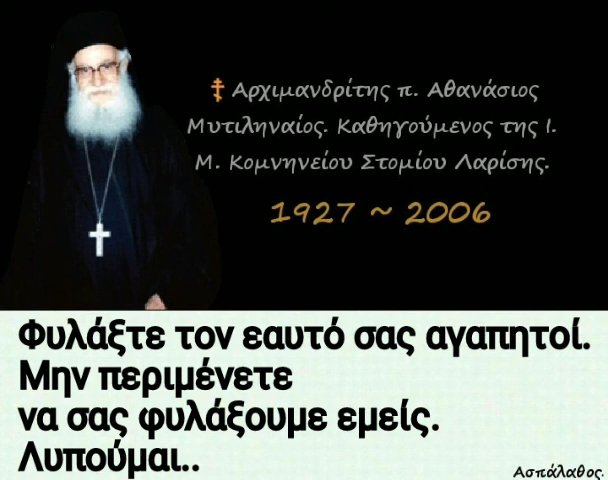 ‡ Αρχιμανδρίτης π. Αθανάσιος
Μυτιληναίος. Καθηγούμενος της Ι.
Μ. Κομνηνείου Στομίου Λαρίσης.
1927 ~ 2006
Φυλάξτε τον εαυτό σας αγαπητοί.
Μην περιμένετε
να σας φυλάξουμε εμείς.
Λυπούμαι..
Ασπάλαθος.